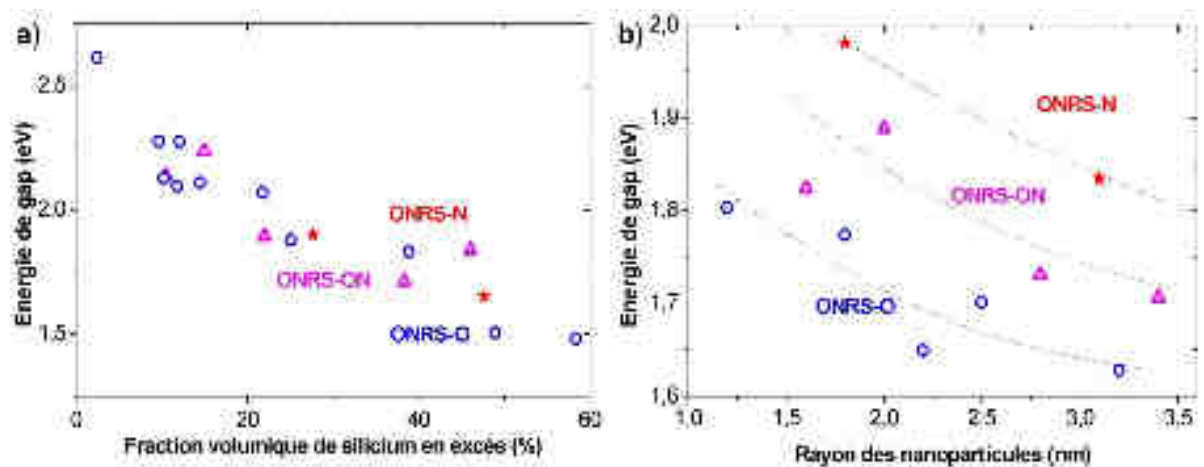 a)
Energie de gap (eV)
2.5
2.0
1.5
ONRS-N
ONRS-ON
ONRS-O
0 20 40 60
Fraction volumique de silicium en excès (%)
b)
Energie de gap (eV)
2,0
1,9
1,8
1,7
1,6
ONRS-N
ONRS-ON
ONRS-O
1,0 1,5 2,0 2,5 3,0 3,5
Rayon des nanoparticules (nm)